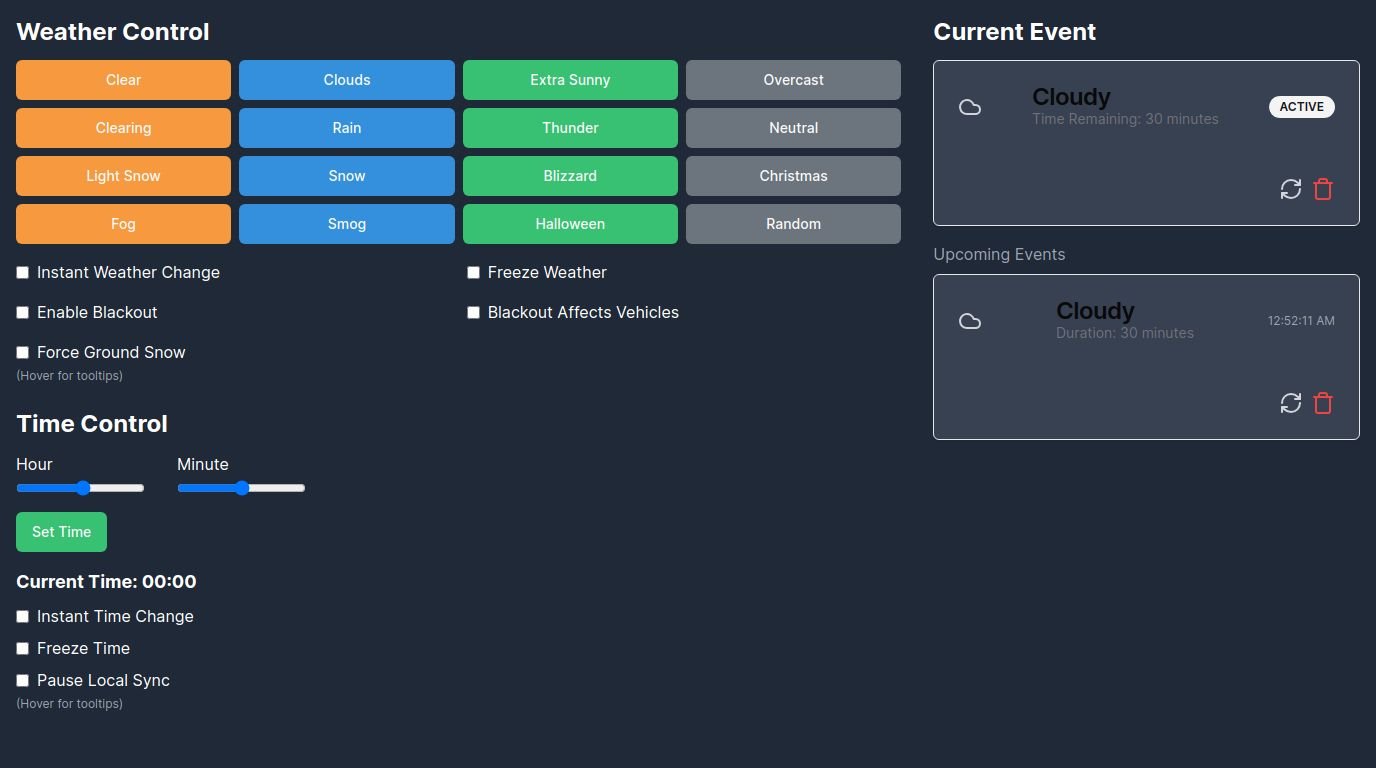 Weather Control
Clear
Clouds
Extra Sunny
Overcast
Clearing
Rain
Thunder
Neutral
Light Snow
Snow
Blizzard
Christmas
Fog
Smog
Halloween
Random
Instant Weather Change
Freeze Weather
Enable Blackout
Blackout Affects Vehicles
Force Ground Snow
(Hover for tooltips)
Time Control
Hour
Minute
Set Time
Current Time: 00:00
Instant Time Change
Freeze Time
Pause Local Sync
(Hover for tooltips)
Current Event
Cloudy
Time Remaining: 30 minutes
ACTIVE
Upcoming Events
Cloudy
Duration: 30 minutes
12:52:11 AM